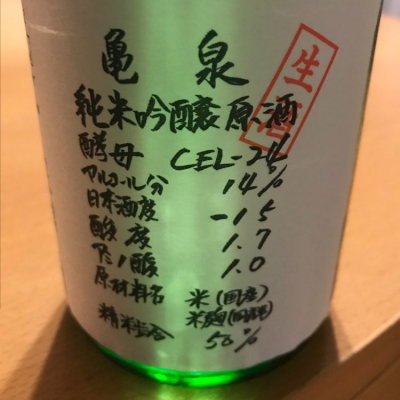 亀泉
生酒
純米吟醸原酒
酵母 CEL-24
アルコール分 14%
日本酒度 -15
酸度 1.7
アミノ酸 1.0
原材料名 米(国産)
米麹(国産米)
精米歩合 50%